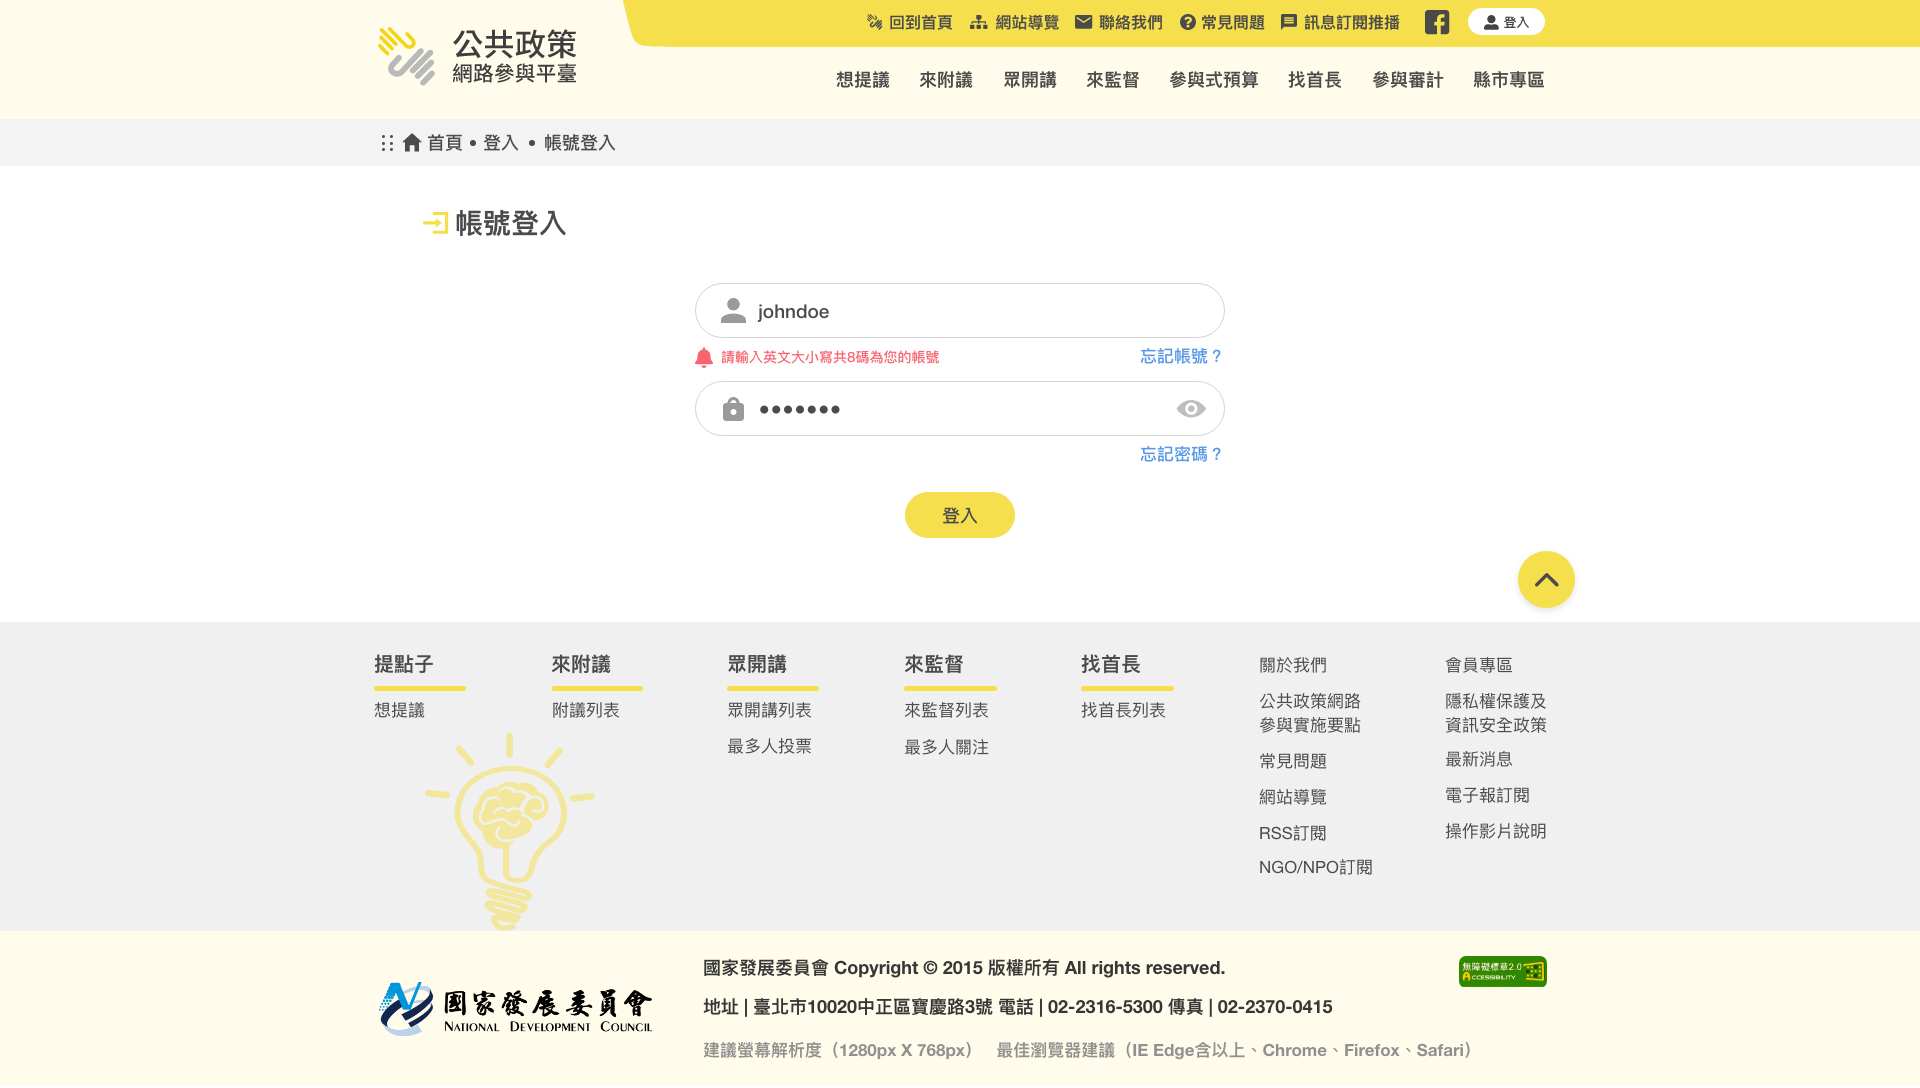 公共政策
網路參與平臺
回到首頁 網站導覽 聯絡我們 常見問題 訊息訂閱推播 登入
想提議 來附議 眾開講 來監督 參與式預算 找首長 參與審計 縣市專區
首頁 • 登入 • 帳號登入
帳號登入
johndoe
請輸入英文大小寫共8碼為您的帳號 忘記帳號？
•••••••
忘記密碼？
登入
提點子
想提議
來附議
附議列表
眾開講
眾開講列表
最多人投票
來監督
來監督列表
最多人關注
找首長
找首長列表
關於我們
公共政策網路
參與實施要點
常見問題
網站導覽
RSS訂閱
NGO/NPO訂閱
會員專區
隱私權保護及
資訊安全政策
最新消息
電子報訂閱
操作影片說明
國家發展委員會
NATIONAL DEVELOPMENT COUNCIL
國家發展委員會 Copyright © 2015 版權所有 All rights reserved.
地址 | 臺北市10020中正區寶慶路3號 電話 | 02-2316-5300 傳真 | 02-2370-0415
建議螢幕解析度（1280px X 768px） 最佳瀏覽器建議（IE Edge含以上、Chrome、Firefox、Safari）
無障礙標章2.0
ACCESSIBILITY